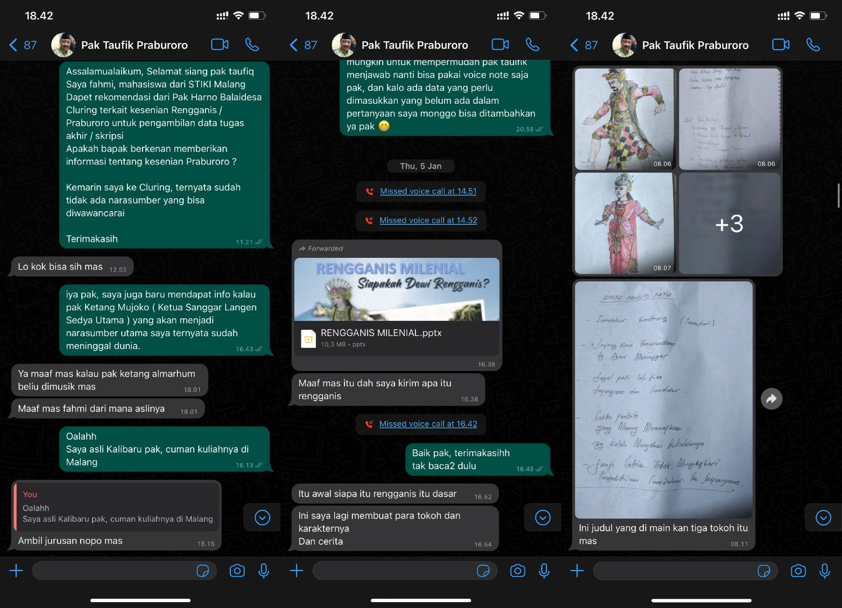 18.42
87
Pak Taufik Praburoro
Assalamualaikum, Selamat siang pak taufiq
Saya fahmi, mahasiswa dari STIKI Malang
Dapet rekomendasi dari Pak Harno Balaidesa
Cluring terkait kesenian Rengganis /
Praburoro untuk pengambilan data tugas
akhir / skripsi
Apakah bapak berkenan memberikan
informasi tentang kesenian Praburoro ?
Kemarin saya ke Cluring, ternyata sudah
tidak ada narasumber yang bisa
diwawancarai
Terimakasih
11.21
Lo kok bisa sih mas 12.53
iya pak, saya juga baru mendapat info kalau
pak Ketang Mujoko ( Ketua Sanggar Langen
Sedya Utama ) yang akan menjadi
narasumber utama saya ternyata sudah
meninggal dunia.
16.43
Ya maaf mas kalau pak ketang almarhum
beliu dimusik mas 18.01
Maaf mas fahmi dari mana aslinya 18.01
Oalahh
Saya asli Kalibaru pak, cuman kuliahnya di
Malang 18.13
You
Oalahh
Saya asli Kalibaru pak, cuman kuliahnya di Malang
Ambil jurusan nopo mas 18.15
18.42
87
Pak Taufik Praburoro
mungkin untuk mempermudah pak taufik
menjawab nanti bisa pakai voice note saja
pak, dan kalo ada data yang perlu
dimasukkan yang belum ada dalam
pertanyaan saya monggo bisa ditambahkan
ya pak 😁 20.58
Thu, 5 Jan
Missed voice call at 14.51
Missed voice call at 14.52
Forwarded
RENGGANIS MILENIAL
Siapakah Dewi Rengganis?
RENGGANIS MILENIAL.pptx
10,3 MB • pptx
16.38
Maaf mas itu dah saya kirim apa itu
rengganis 16.38
Missed voice call at 16.42
Baik pak, terimakasihh
tak baca2 dulu 16.48
Itu awal siapa itu rengganis itu dasar 16.52
Ini saya lagi membuat para tokoh dan
karakternya
Dan cerita 16.54
18.42
87
Pak Taufik Praburoro
08.06
08.06
08.07
+3
Ini judul yang di main kan tiga tokoh itu
mas 08.11